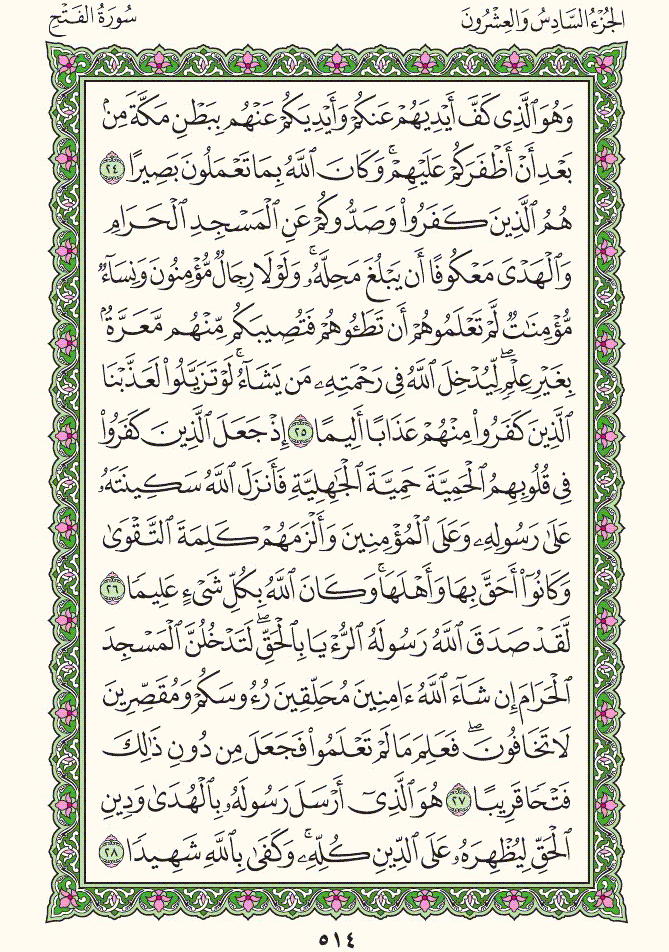 الجُزْءُ السَّادِسُ وَالعِشْرُونَ
سُورَةُ الفَتْحِ
وَهُوَ ٱلَّذِى كَفَّ أَيْدِيَهُمْ عَنكُمْ وَأَيْدِيَكُمْ عَنْهُم بِبَطْنِ مَكَّةَ مِنۢ
بَعْدِ أَنْ أَظْفَرَكُمْ عَلَيْهِمْ ۚ وَكَانَ ٱللَّهُ بِمَا تَعْمَلُونَ بَصِيرًا ٢٤
هُمُ ٱلَّذِينَ كَفَرُوا۟ وَصَدُّوكُمْ عَنِ ٱلْمَسْجِدِ ٱلْحَرَامِ
وَٱلْهَدْىَ مَعْكُوفًا أَن يَبْلُغَ مَحِلَّهُۥ ۚ وَلَوْلَا رِجَالٌ مُّؤْمِنُونَ وَنِسَآءٌ
مُّؤْمِنَـٰتٌ لَّمْ تَعْلَمُوهُمْ أَن تَطَـُٔوهُمْ فَتُصِيبَكُم مِّنْهُم مَّعَرَّةٌۢ
بِغَيْرِ عِلْمٍ ۖ لِّيُدْخِلَ ٱللَّهُ فِى رَحْمَتِهِۦ مَن يَشَآءُ ۚ لَوْ تَزَيَّلُوا۟ لَعَذَّبْنَا
ٱلَّذِينَ كَفَرُوا۟ مِنْهُمْ عَذَابًا أَلِيمًا ٢٥ إِذْ جَعَلَ ٱلَّذِينَ كَفَرُوا۟
فِى قُلُوبِهِمُ ٱلْحَمِيَّةَ حَمِيَّةَ ٱلْجَـٰهِلِيَّةِ فَأَنزَلَ ٱللَّهُ سَكِينَتَهُۥ
عَلَىٰ رَسُولِهِۦ وَعَلَى ٱلْمُؤْمِنِينَ وَأَلْزَمَهُمْ كَلِمَةَ ٱلتَّقْوَىٰ
وَكَانُوٓا۟ أَحَقَّ بِهَا وَأَهْلَهَا ۚ وَكَانَ ٱللَّهُ بِكُلِّ شَىْءٍ عَلِيمًا ٢٦
لَّقَدْ صَدَقَ ٱللَّهُ رَسُولَهُ ٱلرُّءْيَا بِٱلْحَقِّ ۖ لَتَدْخُلُنَّ ٱلْمَسْجِدَ
ٱلْحَرَامَ إِن شَآءَ ٱللَّهُ ءَامِنِينَ مُحَلِّقِينَ رُءُوسَكُمْ وَمُقَصِّرِينَ
لَا تَخَافُونَ ۖ فَعَلِمَ مَا لَمْ تَعْلَمُوا۟ فَجَعَلَ مِن دُونِ ذَٰلِكَ
فَتْحًا قَرِيبًا ٢٧ هُوَ ٱلَّذِىٓ أَرْسَلَ رَسُولَهُۥ بِٱلْهُدَىٰ وَدِينِ
ٱلْحَقِّ لِيُظْهِرَهُۥ عَلَى ٱلدِّينِ كُلِّهِۦ ۚ وَكَفَىٰ بِٱللَّهِ شَهِيدًا ٢٨
٥١٤